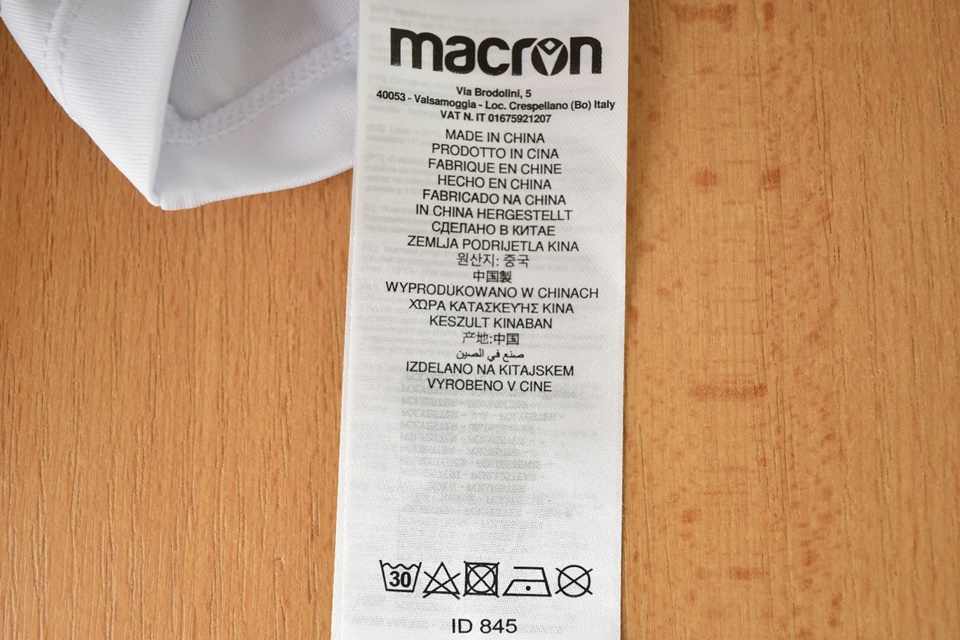 macron
Via Brodolini, 5
40053 - Valsamoggia - Loc. Crespellano (Bo) Italy
VAT N. IT 01675921207
MADE IN CHINA
PRODOTTO IN CINA
FABRIQUE EN CHINE
HECHO EN CHINA
FABRICADO NA CHINA
IN CHINA HERGESTELLT
СДЕЛАНО В КИТАЕ
ZEMLJA PODRIJETLA KINA
원산지: 중국
中国製
WYPRODUKOWANO W CHINACH
ΧΏΡΑ ΚΑΤΑΣΚΕΥΉΣ ΚΙΝΑ
KESZULT KINABAN
产地:中国
صنع في الصين
IZDELANO NA KITAJSKEM
VYROBENO V CINE
30
ID 845